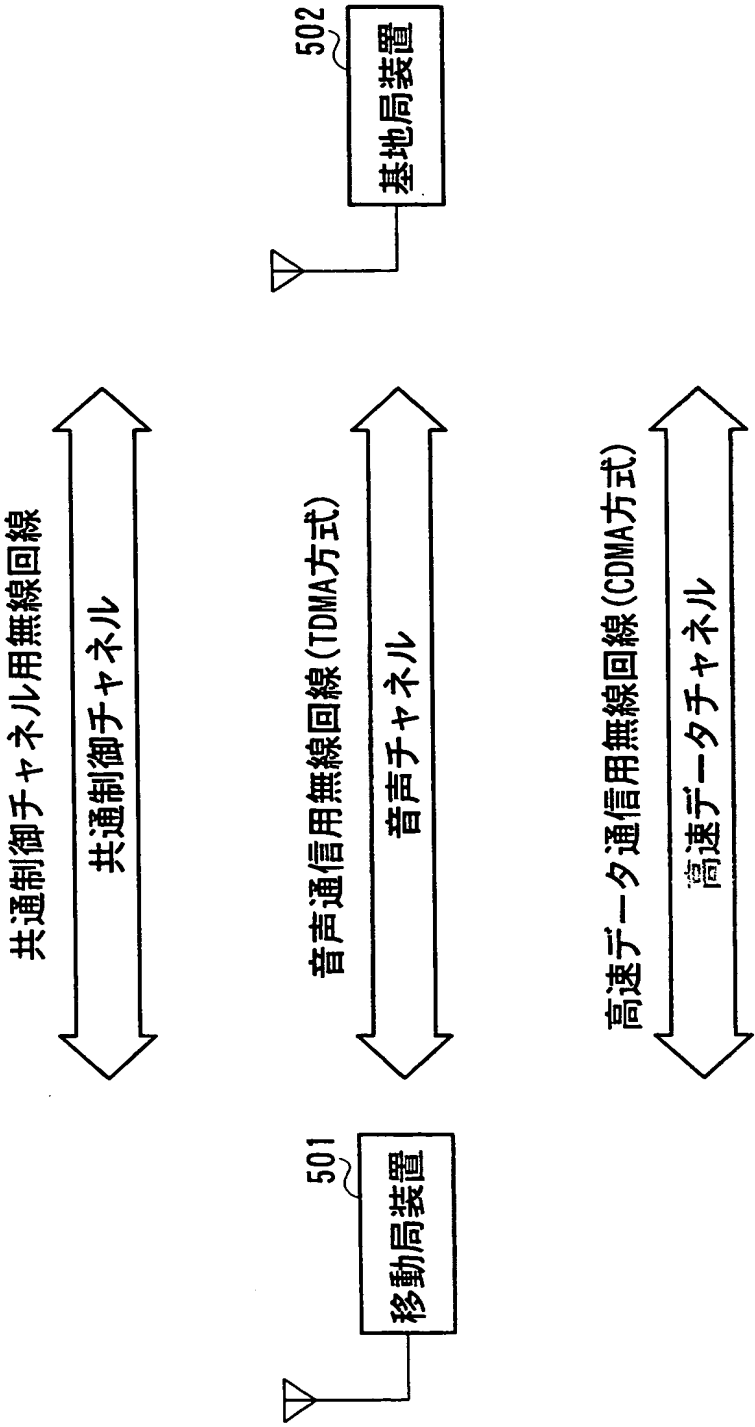 共通制御チャネル用無線回線
共通制御チャネル
501
移動局装置
音声通信用無線回線(TDMA方式)
音声チャネル
502
基地局装置
高速データ通信用無線回線(CDMA方式)
高速データチャネル